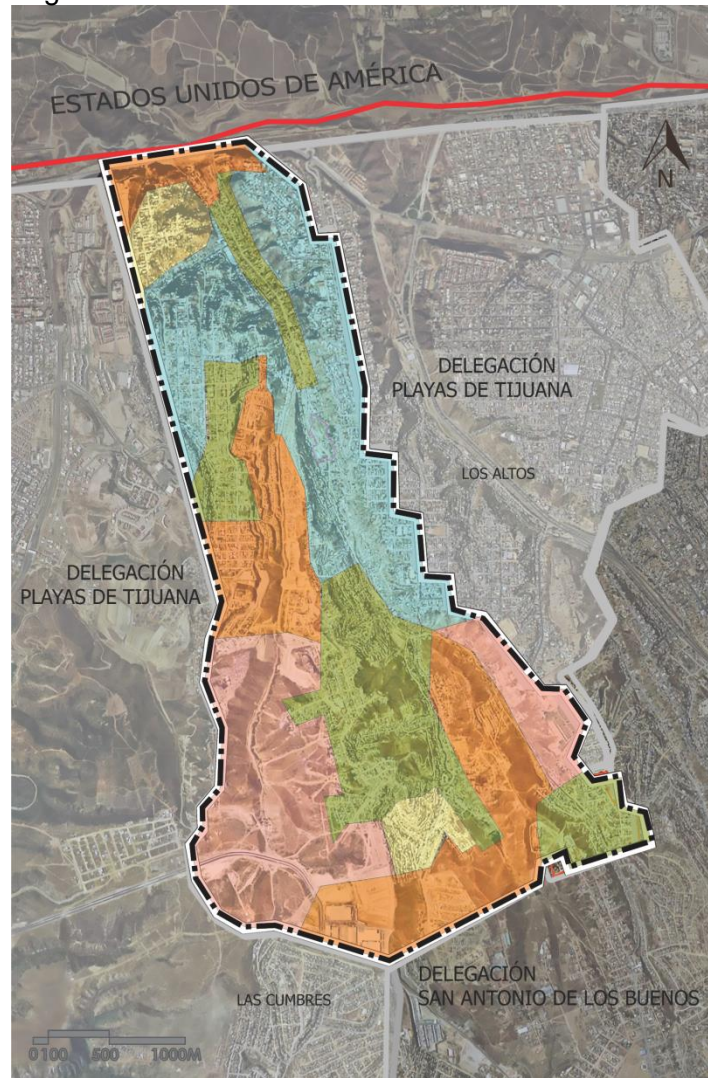 ESTADOS UNIDOS DE AMÉRICA
N
DELEGACIÓN
PLAYAS DE TIJUANA
LOS ALTOS
DELEGACIÓN
PLAYAS DE TIJUANA
DELEGACIÓN
SAN ANTONIO DE LOS BUENOS
LAS CUMBRES
0 100 500 1000M